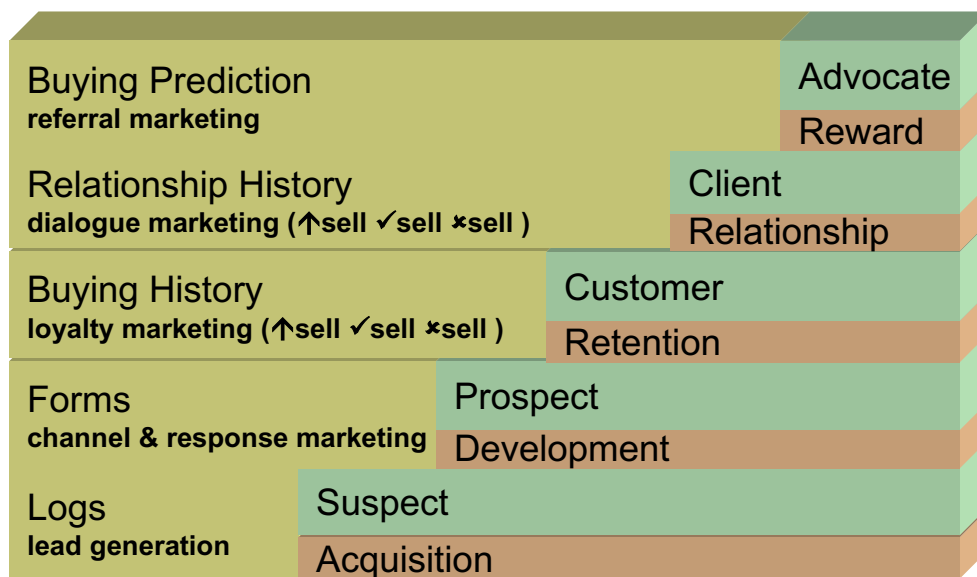 Buying Prediction
referral marketing
Advocate
Reward
Relationship History
dialogue marketing (↑sell ✓sell ✘sell )
Client
Relationship
Buying History
loyalty marketing (↑sell ✓sell ✘sell )
Customer
Retention
Forms
channel & response marketing
Prospect
Development
Logs
lead generation
Suspect
Acquisition